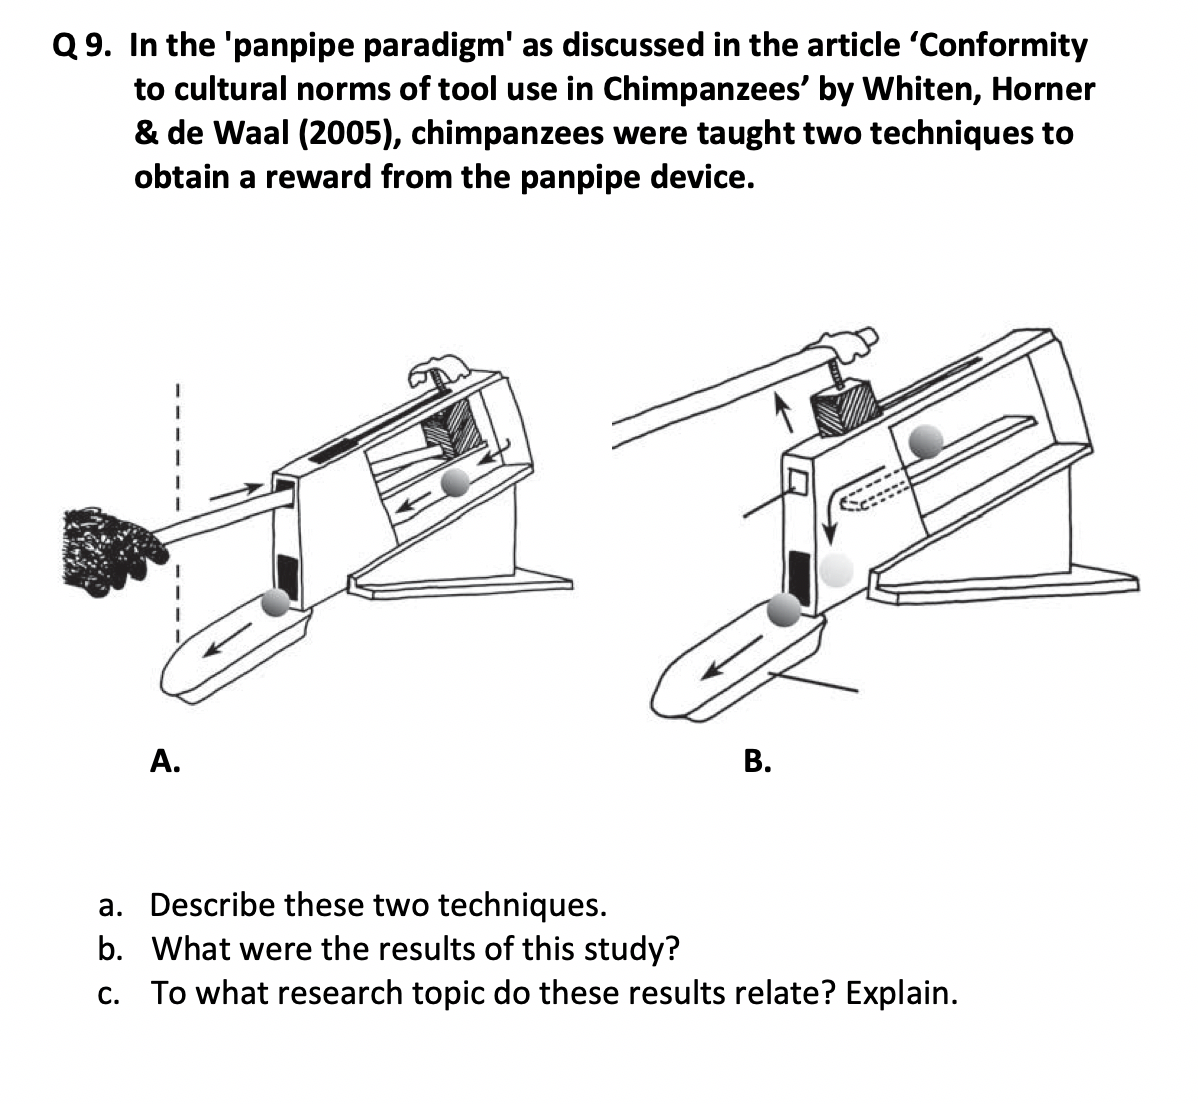 Q 9. In the 'panpipe paradigm' as discussed in the article ‘Conformity
to cultural norms of tool use in Chimpanzees’ by Whiten, Horner
& de Waal (2005), chimpanzees were taught two techniques to
obtain a reward from the panpipe device.
A. B.
a. Describe these two techniques.
b. What were the results of this study?
c. To what research topic do these results relate? Explain.